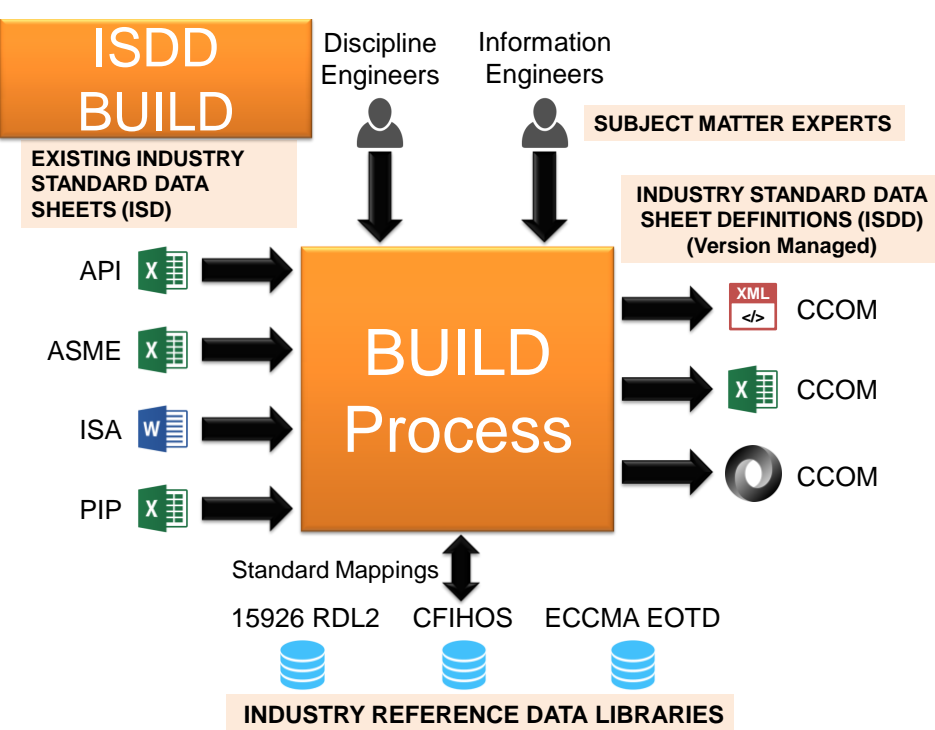 ISDD
BUILD
Discipline
Engineers
Information
Engineers
SUBJECT MATTER EXPERTS
EXISTING INDUSTRY
STANDARD DATA
SHEETS (ISD)
INDUSTRY STANDARD DATA
SHEET DEFINITIONS (ISDD)
(Version Managed)
API
X
ASME
X
ISA
W
PIP
X
BUILD
Process
XML
</>
CCOM
X
CCOM
CCOM
Standard Mappings
15926 RDL2
CFIHOS
ECCMA EOTD
INDUSTRY REFERENCE DATA LIBRARIES